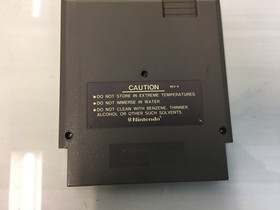 CAUTION REV-A
•DO NOT STORE IN EXTREME TEMPERATURES.
•DO NOT IMMERSE IN WATER.
•DO NOT CLEAN WITH BENZENE, THINNER,
ALCOHOL OR OTHER SUCH SOLVENTS.
Nintendo